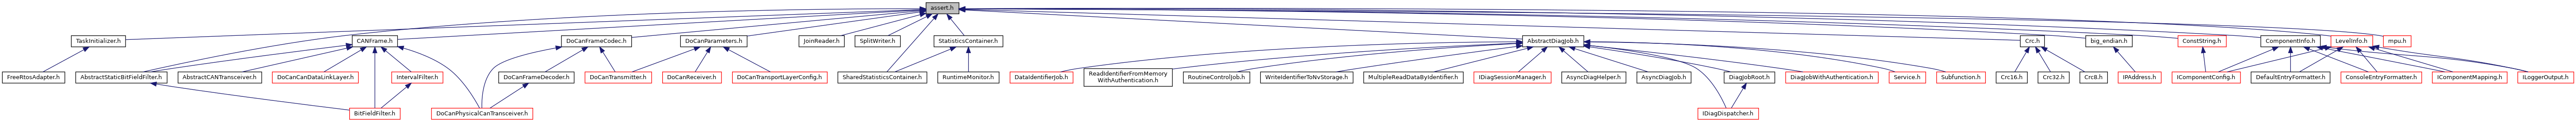 assert.h
TaskInitializer.h
CANFrame.h
DoCanFrameCodec.h
DoCanParameters.h
JoinReader.h
SplitWriter.h
StatisticsContainer.h
AbstractDiagJob.h
Crc.h
big_endian.h
ConstString.h
ComponentInfo.h
LevelInfo.h
mpu.h
FreeRtosAdapter.h
AbstractStaticBitFieldFilter.h
AbstractCANTransceiver.h
DoCanCanDataLinkLayer.h
IntervalFilter.h
DoCanFrameDecoder.h
DoCanTransmitter.h
DoCanReceiver.h
DoCanTransportLayerConfig.h
SharedStatisticsContainer.h
RuntimeMonitor.h
DataIdentifierJob.h
ReadIdentifierFromMemory
WithAuthentication.h
RoutineControlJob.h
WriteIdentifierToNvStorage.h
MultipleReadDataByIdentifier.h
IDiagSessionManager.h
AsyncDiagHelper.h
AsyncDiagJob.h
DiagJobRoot.h
DiagJobWithAuthentication.h
Service.h
Subfunction.h
Crc16.h
Crc32.h
Crc8.h
IPAddress.h
IComponentConfig.h
DefaultEntryFormatter.h
ConsoleEntryFormatter.h
IComponentMapping.h
ILoggerOutput.h
BitFieldFilter.h
DoCanPhysicalCanTransceiver.h
IDiagDispatcher.h